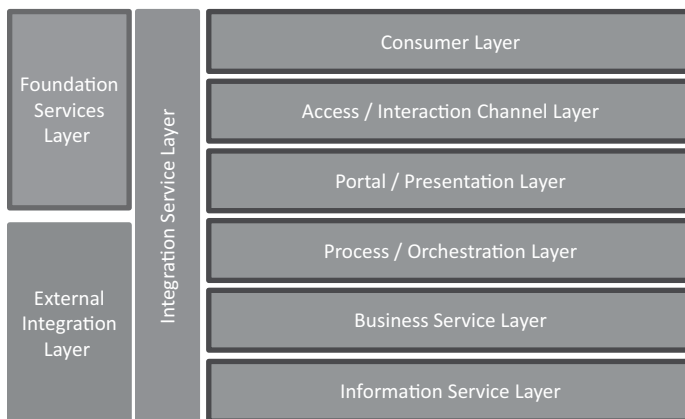 Foundation
Services
Layer
External
Integration
Layer
Integration Service Layer
Consumer Layer
Access / Interaction Channel Layer
Portal / Presentation Layer
Process / Orchestration Layer
Business Service Layer
Information Service Layer